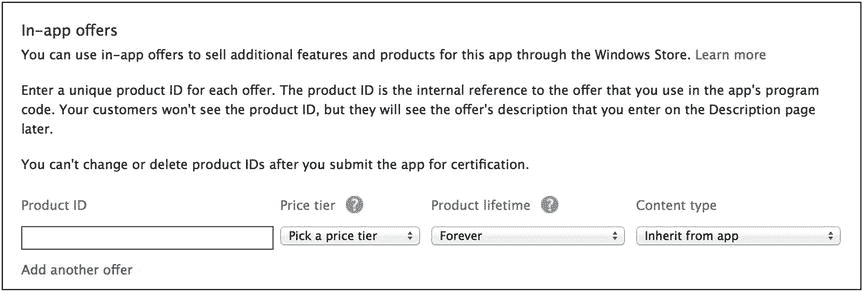 In-app offers
You can use in-app offers to sell additional features and products for this app through the Windows Store. Learn more
Enter a unique product ID for each offer. The product ID is the internal reference to the offer that you use in the app's program
code. Your customers won't see the product ID, but they will see the offer's description that you enter on the Description page
later.
You can't change or delete product IDs after you submit the app for certification.
Product ID Price tier ? Product lifetime ? Content type
Pick a price tier Forever Inherit from app
Add another offer